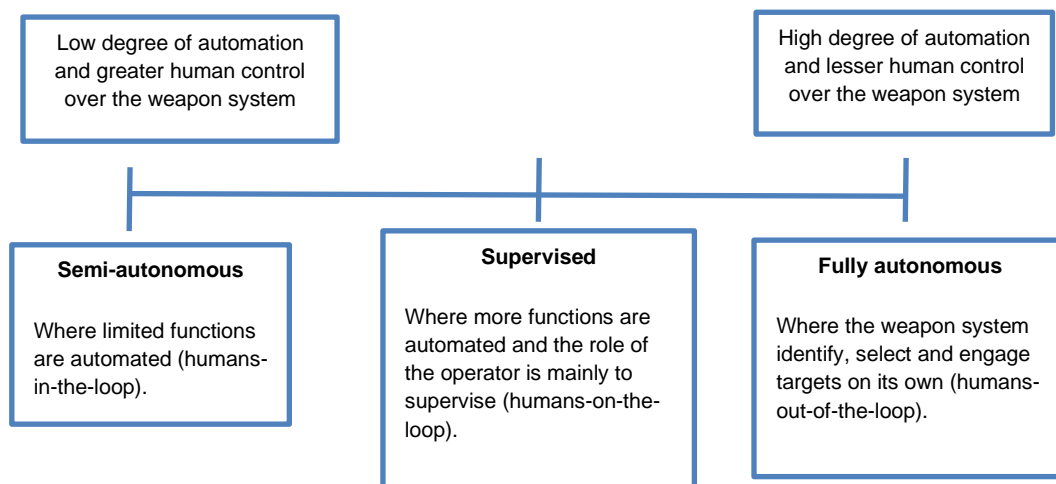 Low degree of automation
and greater human control
over the weapon system
High degree of automation
and lesser human control
over the weapon system
Semi-autonomous
Where limited functions
are automated (humans-
in-the-loop).
Supervised
Where more functions are
automated and the role of
the operator is mainly to
supervise (humans-on-the-
loop).
Fully autonomous
Where the weapon system
identify, select and engage
targets on its own (humans-
out-of-the-loop).